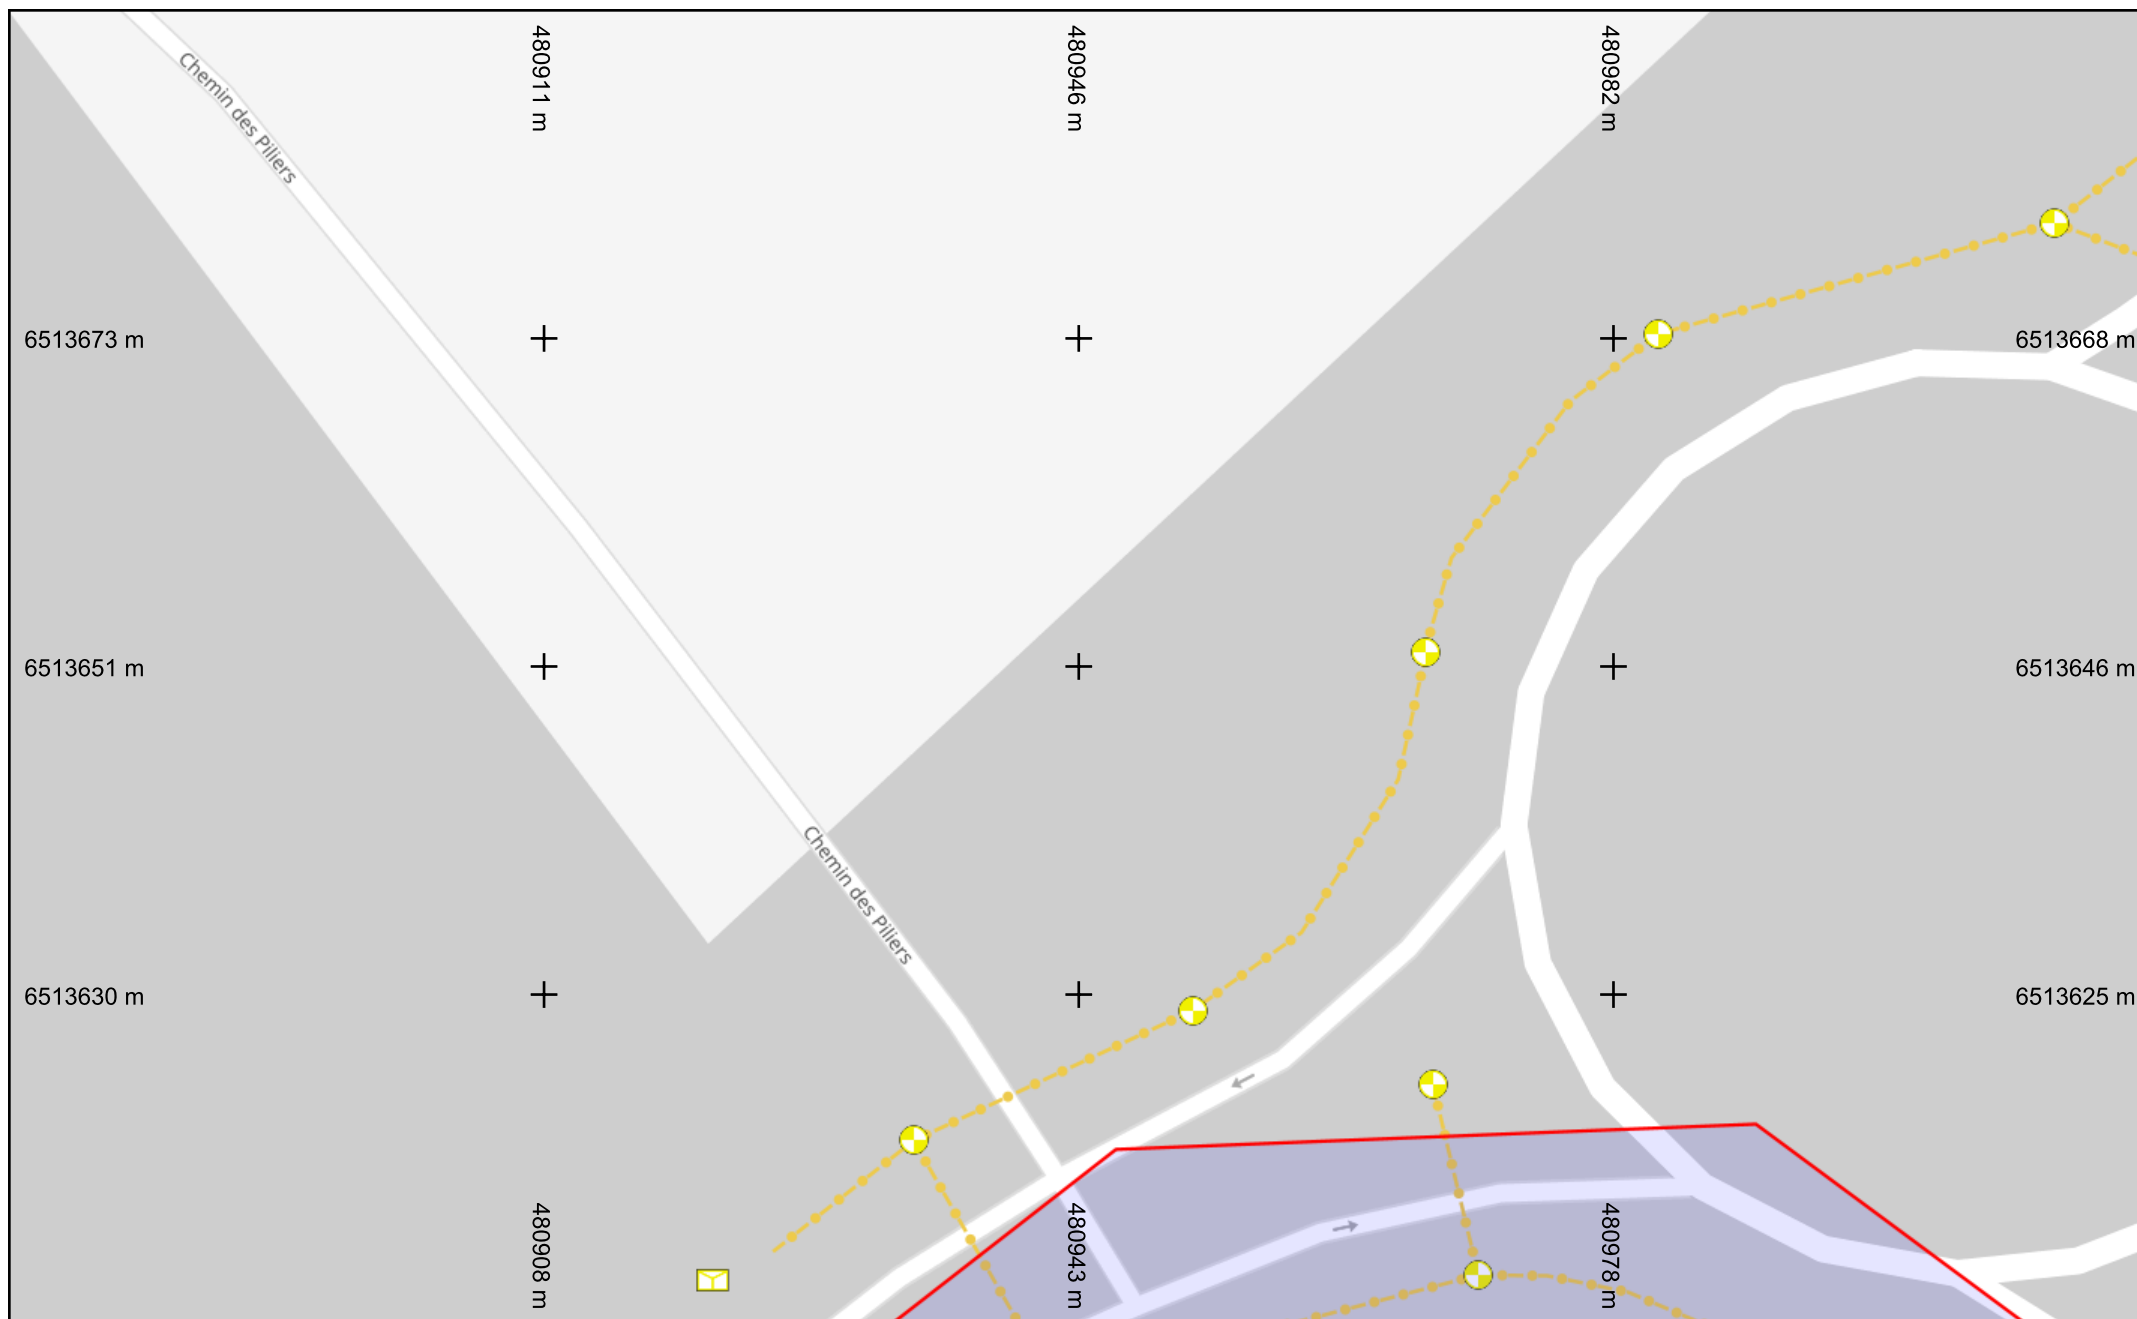 480911 m
480946 m
480982 m
Chemin des Piliers
6513673 m
6513668 m
6513651 m
6513646 m
Chemin des Piliers
6513630 m
6513625 m
480908 m
480943 m
480978 m